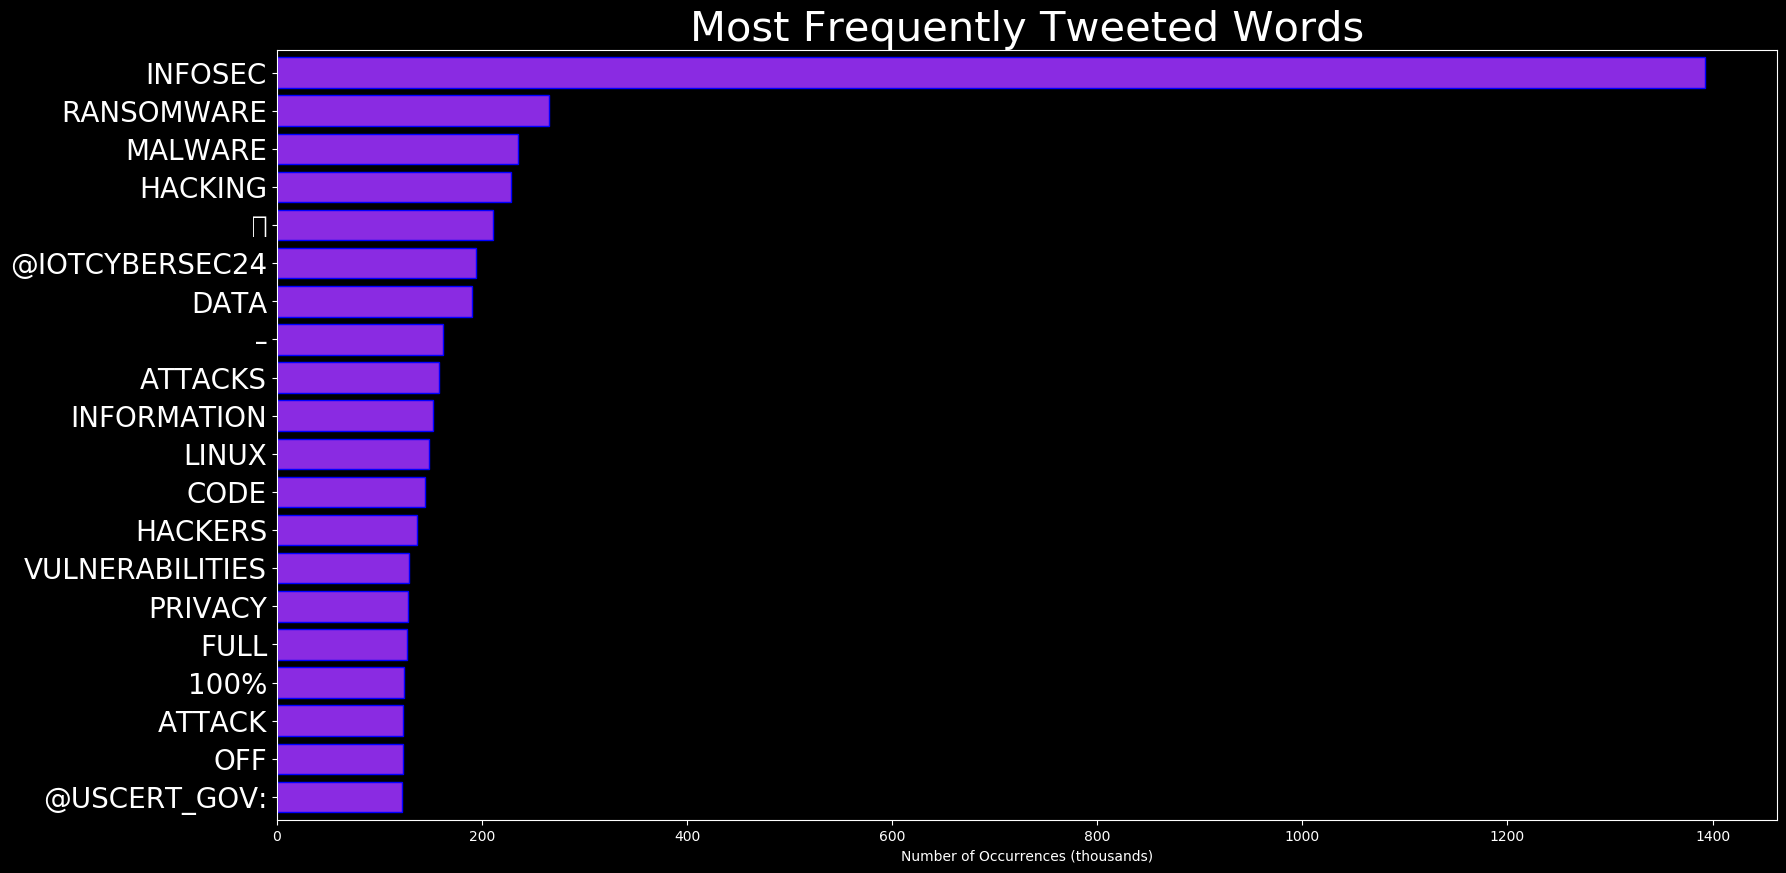 Most Frequently Tweeted Words
INFOSEC
RANSOMWARE
MALWARE
HACKING
@IOTCYBERSEC24
DATA
–
ATTACKS
INFORMATION
LINUX
CODE
HACKERS
VULNERABILITIES
PRIVACY
FULL
100%
ATTACK
OFF
@USCERT_GOV:
0 200 400 600 800 1000 1200 1400
Number of Occurrences (thousands)